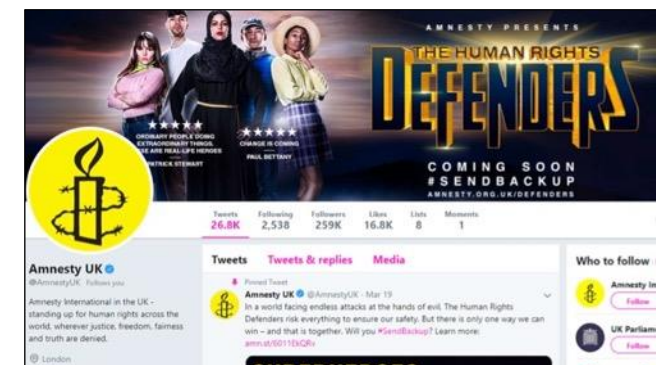 AMNESTY PRESENTS
THE HUMAN RIGHTS
DEFENDERS
★★★★★
ORDINARY PEOPLE DOING
EXTRAORDINARY THINGS.
THESE ARE REAL-LIFE HEROES
PATRICK STEWART
★★★★★
CHANGE IS COMING
PAUL BETTANY
COMING SOON
#SENDBACKUP
AMNESTY.ORG.UK/DEFENDERS
Tweets Following Followers Likes Lists Moments
26.8K 2,538 259K 16.8K 8 1
Amnesty UK
@AmnestyUK Follows you
Amnesty International in the UK -
standing up for human rights across the
world, wherever justice, freedom, fairness
and truth are denied.
London
Tweets Tweets & replies Media
Pinned Tweet
Amnesty UK @AmnestyUK · Mar 19
In a world facing endless attacks at the hands of evil, The Human Rights
Defenders risk everything to ensure our safety. But there is only one way we can
win – and that is together. Will you #SendBackup? Learn more:
Who to follow
Amnesty In
Follow
UK Parliam
Follow